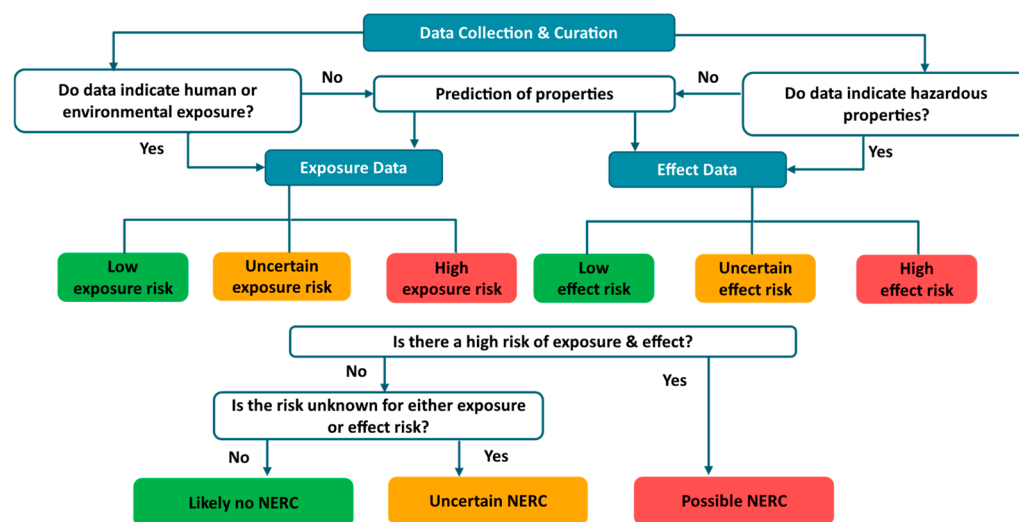 Data Collection & Curation
Do data indicate human or
environmental exposure?
No
Prediction of properties
No
Do data indicate hazardous
properties?
Yes
Yes
Exposure Data
Effect Data
Low
exposure risk
Uncertain
exposure risk
High
exposure risk
Low
effect risk
Uncertain
effect risk
High
effect risk
Is there a high risk of exposure & effect?
No
Yes
Is the risk unknown for either exposure
or effect risk?
No
Yes
Likely no NERC
Uncertain NERC
Possible NERC